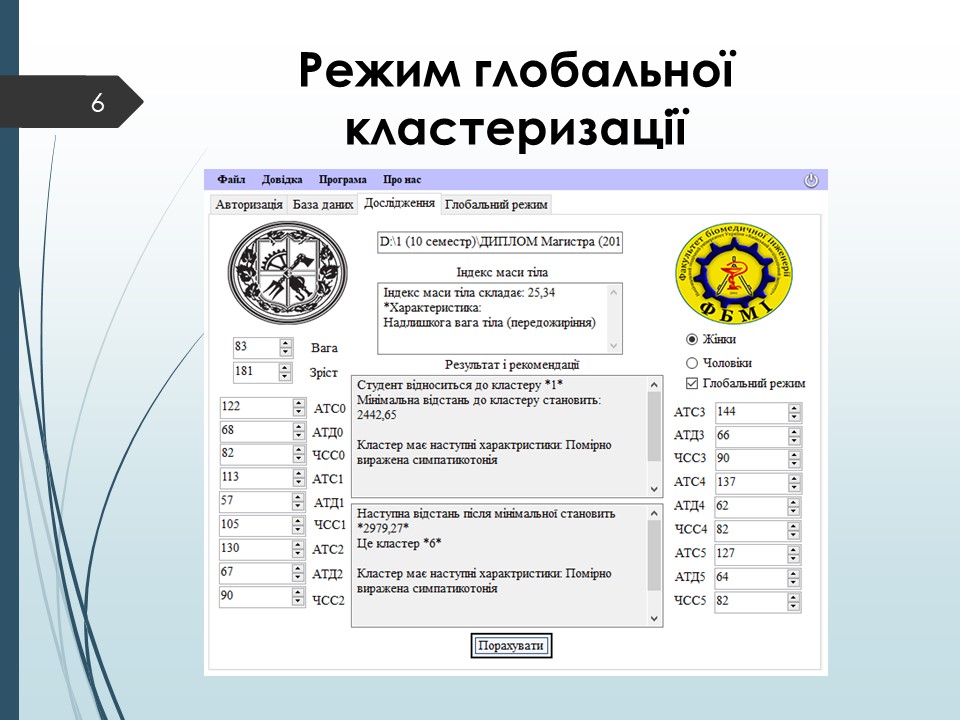 6
Режим глобальної
кластеризації
Файл Довідка Програма Про нас
Авторизація База даних Дослідження Глобальний режим
D:\1 (10 семестр)\ДИПЛОМ Магистра (201
Індекс маси тіла
Індекс маси тіла складає: 25,34
*Характеристика:
Надлишкога вага тіла (передожиріння)
Факультет біомедичної інженерії
ФБМІ
83 Вага
181 Зріст
122 АТС0
68 АТД0
82 ЧСС0
113 АТС1
57 АТД1
105 ЧСС1
130 АТС2
67 АТД2
90 ЧСС2
Результат і рекомендації
Студент відноситься до кластеру *1*
Мінімальна відстань до кластеру становить:
2442,65
Кластер має наступні характристики: Помірно
виражена симпатикотонія
Наступна відстань після мінімальної становить
*2979,27*
Це кластер *6*
Кластер має наступні характристики: Помірно
виражена симпатикотонія
Порахувати
Жінки
Чоловіки
Глобальний режим
АТС3 144
АТД3 66
ЧСС3 90
АТС4 137
АТД4 62
ЧСС4 82
АТС5 127
АТД5 64
ЧСС5 82